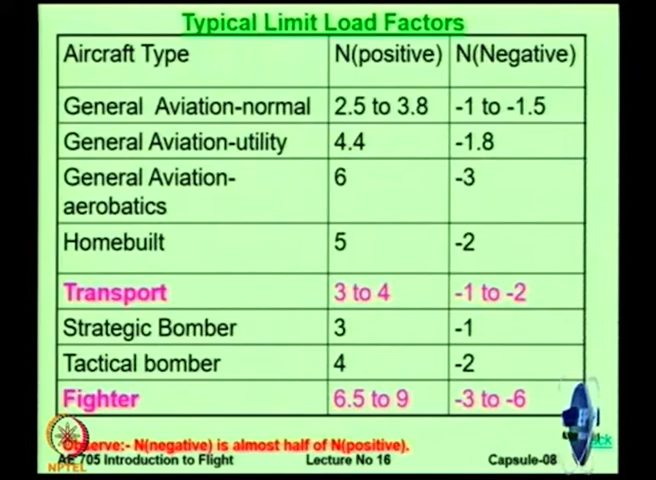 Typical Limit Load Factors
Aircraft Type N(positive) N(Negative)
General Aviation-normal 2.5 to 3.8 -1 to -1.5
General Aviation-utility 4.4 -1.8
General Aviation-
aerobatics 6 -3
Homebuilt 5 -2
Transport 3 to 4 -1 to -2
Strategic Bomber 3 -1
Tactical bomber 4 -2
Fighter 6.5 to 9 -3 to -6
Observe:- N(negative) is almost half of N(positive).
NPTEL
AE 705 Introduction to Flight Lecture No 16 Capsule-08